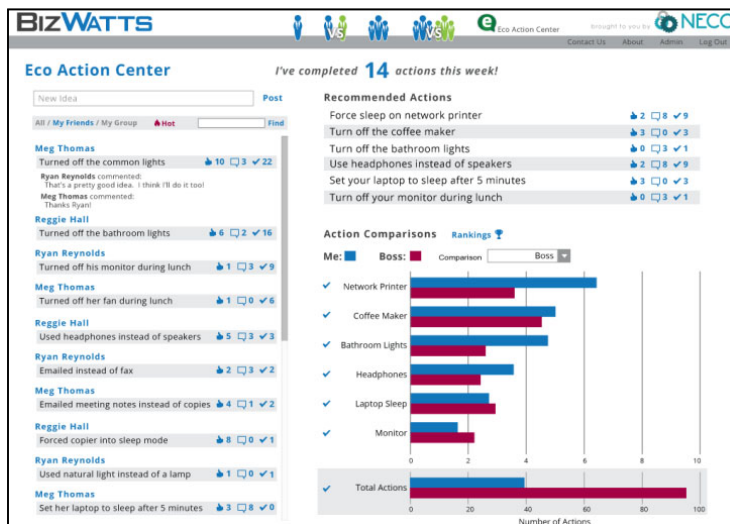 BIZWATTS
VS
VS
e Eco Action Center
brought to you by
NECO
Contact Us About Admin Log Out
Eco Action Center
I've completed 14 actions this week!
New Idea Post
All / My Friends / My Group Hot Find
Meg Thomas
Turned off the common lights 10 3 22
Ryan Reynolds commented:
That's a pretty good idea. I think I'll do it too!
Meg Thomas commented:
Thanks Ryan!
Reggie Hall
Turned off the bathroom lights 6 2 16
Ryan Reynolds
Turned off his monitor during lunch 1 3 9
Meg Thomas
Turned off her fan during lunch 1 0 6
Reggie Hall
Used headphones instead of speakers 5 3 3
Ryan Reynolds
Emailed instead of fax 2 3 2
Meg Thomas
Emailed meeting notes instead of copies 4 1 2
Reggie Hall
Forced copier into sleep mode 8 0 1
Ryan Reynolds
Used natural light instead of a lamp 1 0 1
Meg Thomas
Set her laptop to sleep after 5 minutes 3 8 0
Recommended Actions
Force sleep on network printer 2 8 9
Turn off the coffee maker 3 0 3
Turn off the bathroom lights 0 3 1
Use headphones instead of speakers 2 8 9
Set your laptop to sleep after 5 minutes 3 0 3
Turn off your monitor during lunch 0 3 1
Action Comparisons Rankings
Me: Boss: Comparison Boss
Network Printer
Coffee Maker
Bathroom Lights
Headphones
Laptop Sleep
Monitor
0 2 4 6 8 10
Total Actions
0 20 40 60 80 100
Number of Actions